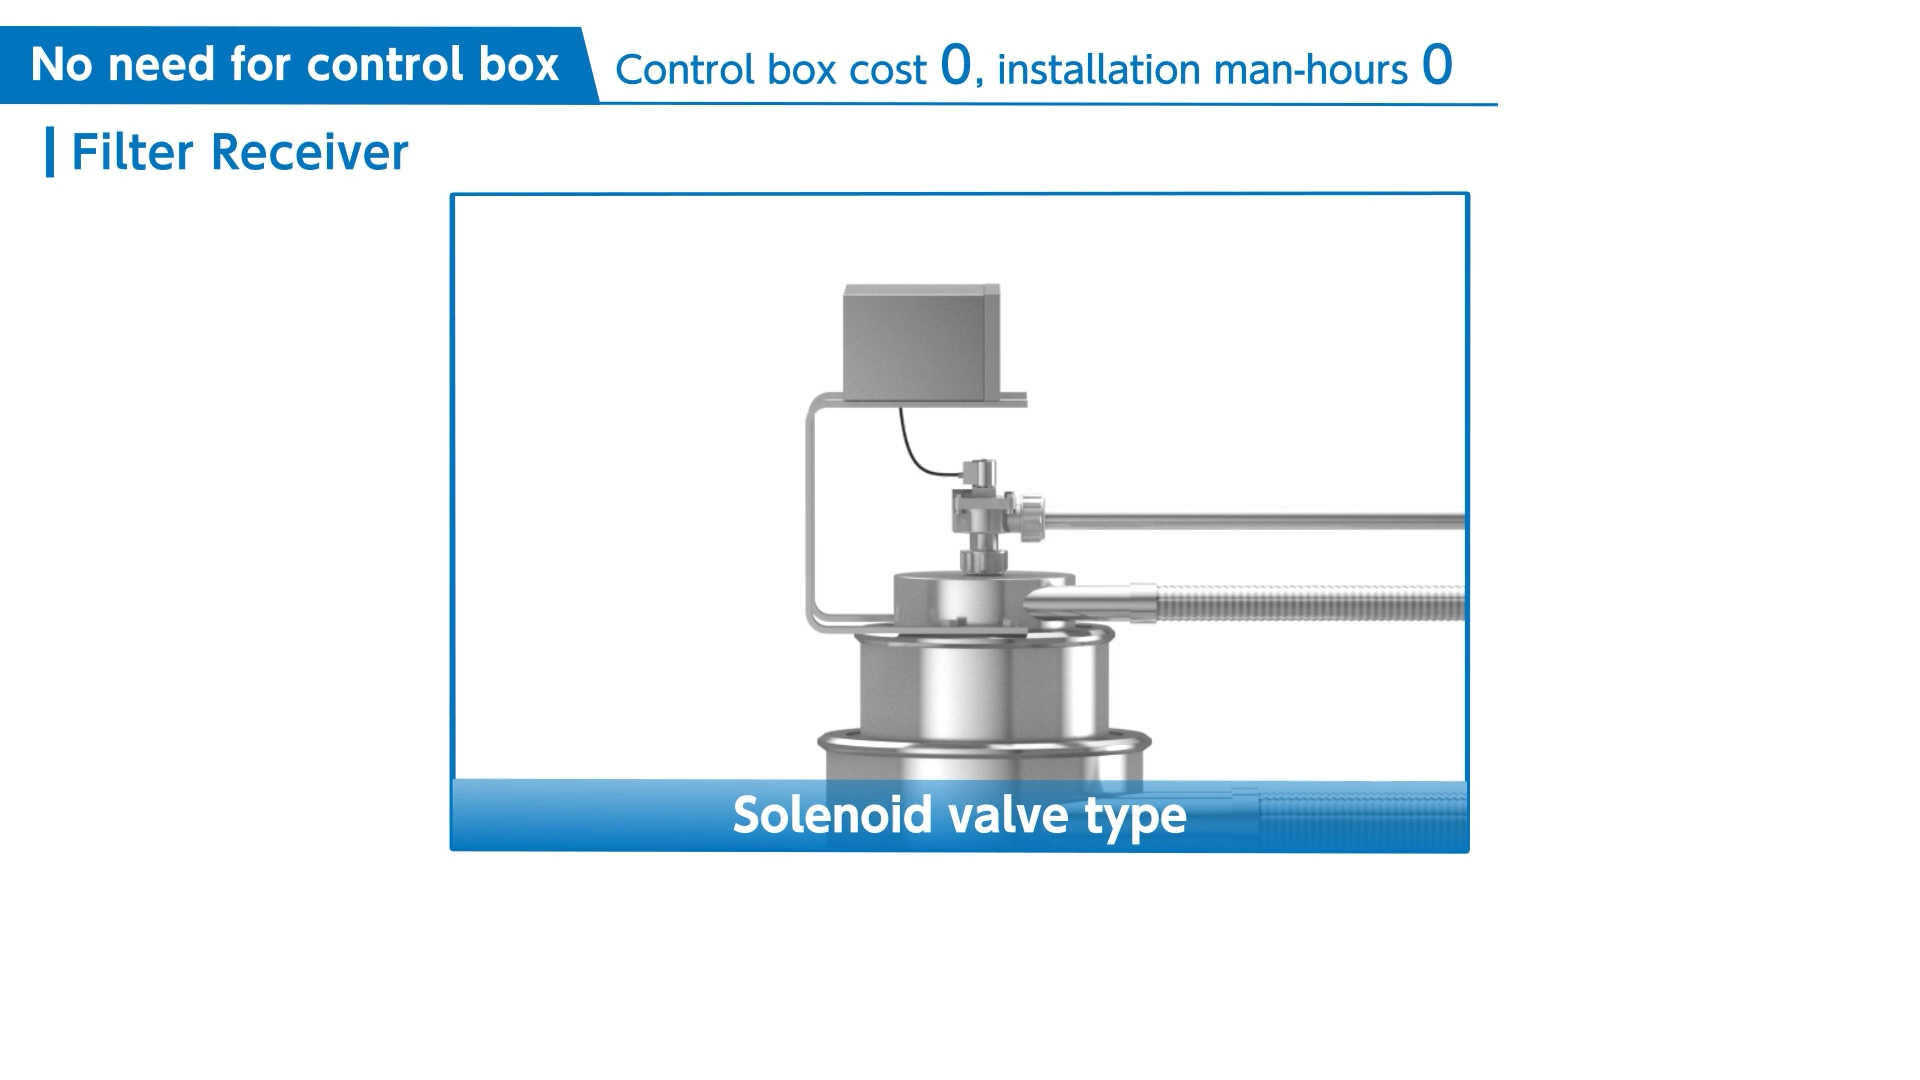 No need for control box
Control box cost 0, installation man-hours 0
Filter Receiver
Solenoid valve type